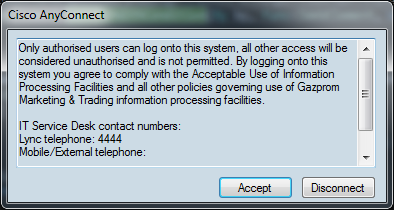 Cisco AnyConnect
Only authorised users can log onto this system, all other access will be
considered unauthorised and is not permitted. By logging onto this
system you agree to comply with the Acceptable Use of Information
Processing Facilities and all other policies governing use of Gazprom
Marketing & Trading information processing facilities.
IT Service Desk contact numbers:
Lync telephone: 4444
Mobile/External telephone:
Accept
Disconnect